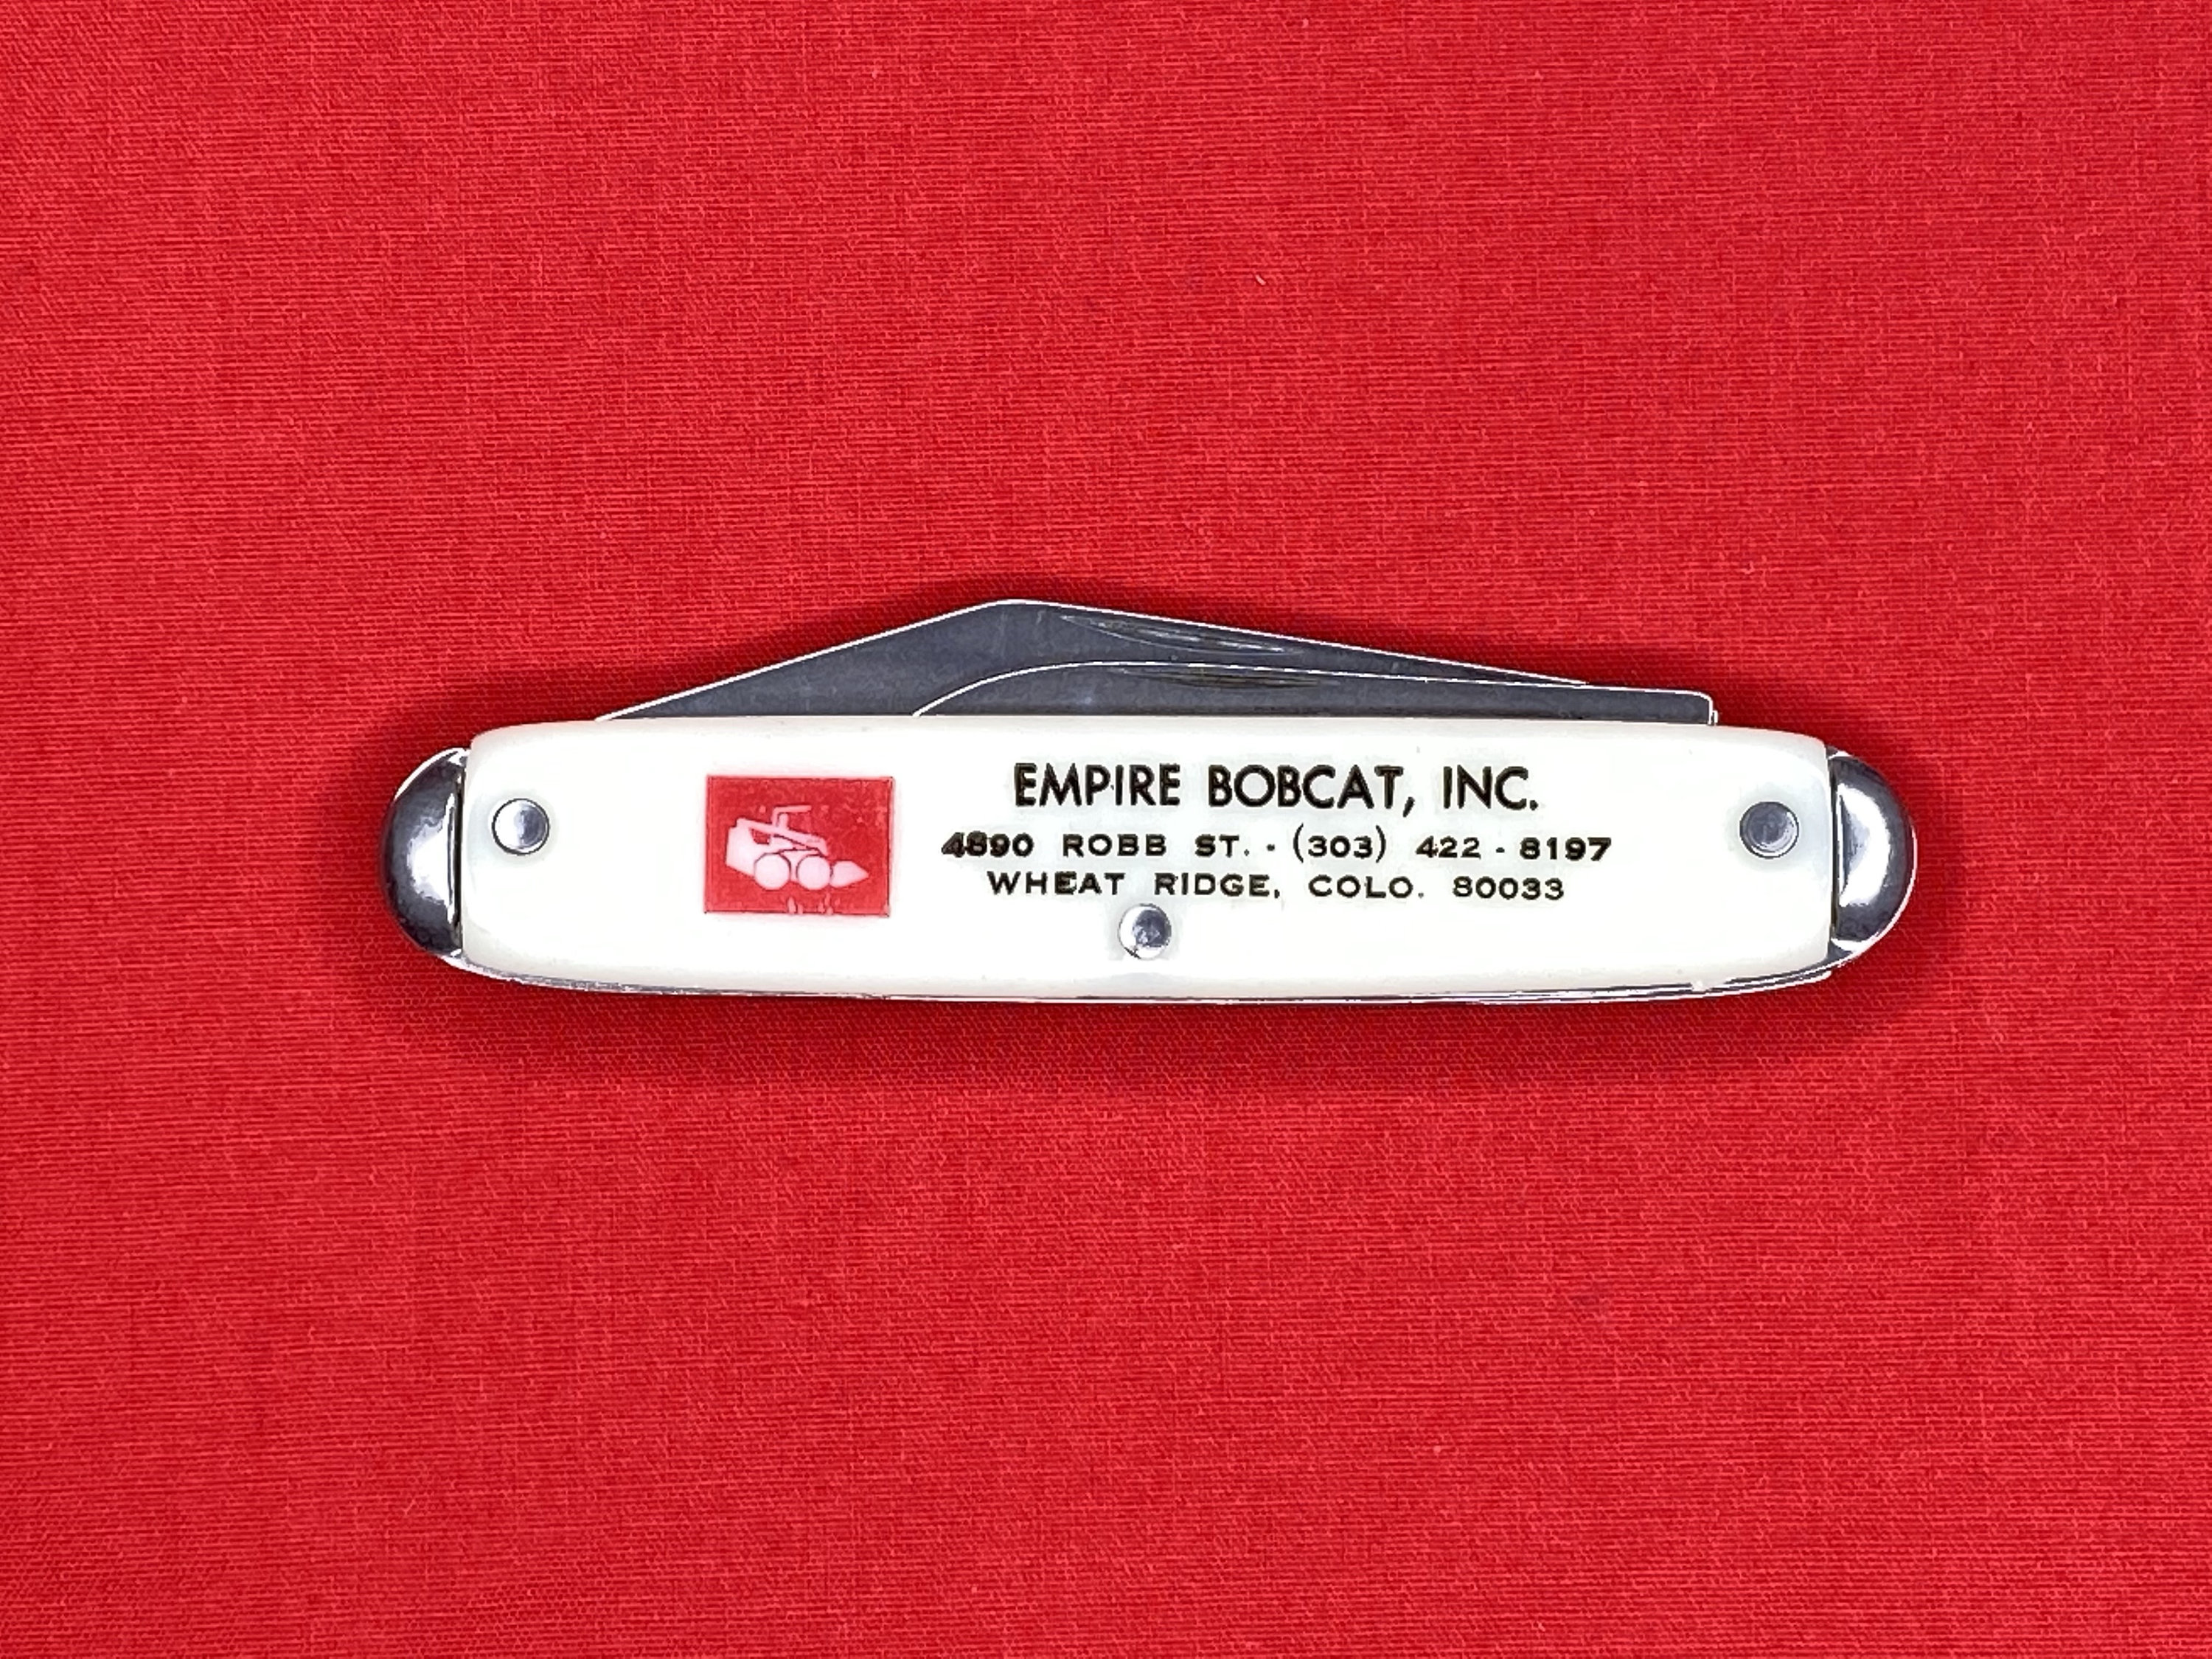 EMPIRE BOBCAT, INC.
4890 ROBB ST. · (303) 422 - 8197
WHEAT RIDGE, COLO. 80033